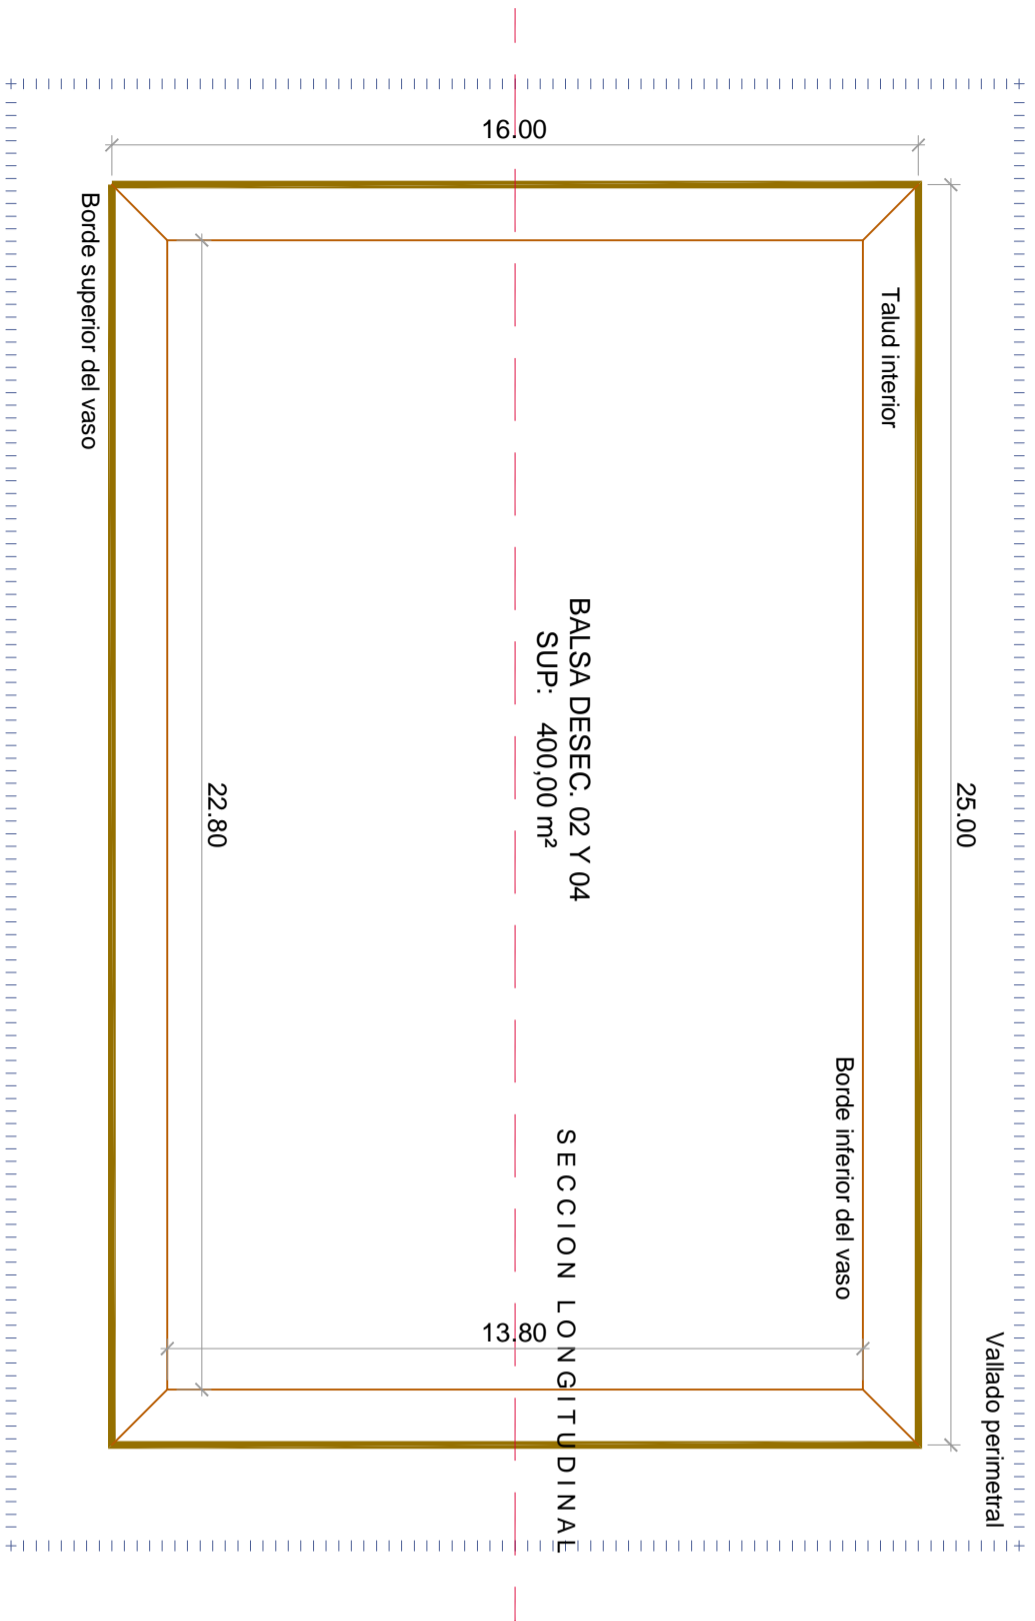 16.00
Borde superior del vaso
Talud interior
25.00
22.80
BALSA DESEC. 02 Y 04
SUP: 400,00 m²
Borde inferior del vaso
SECCION LONGITUDINAL
13.80
Vallado perimetral